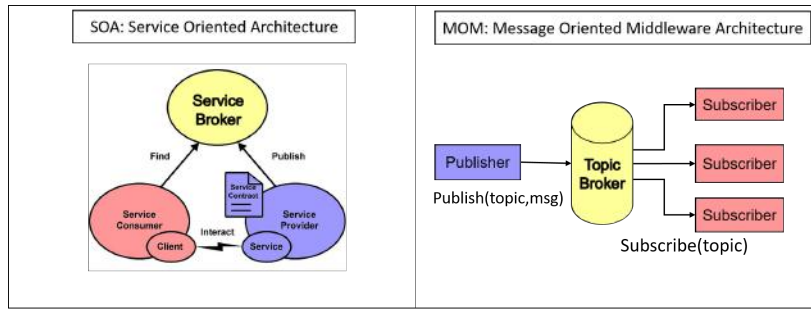 SOA: Service Oriented Architecture
Service
Broker
Find
Publish
Service
Contract
Service
Consumer
Service
Provider
Client
Interact
Service
MOM: Message Oriented Middleware Architecture
Publisher
Publish(topic,msg)
Topic
Broker
Subscriber
Subscriber
Subscriber
Subscribe(topic)